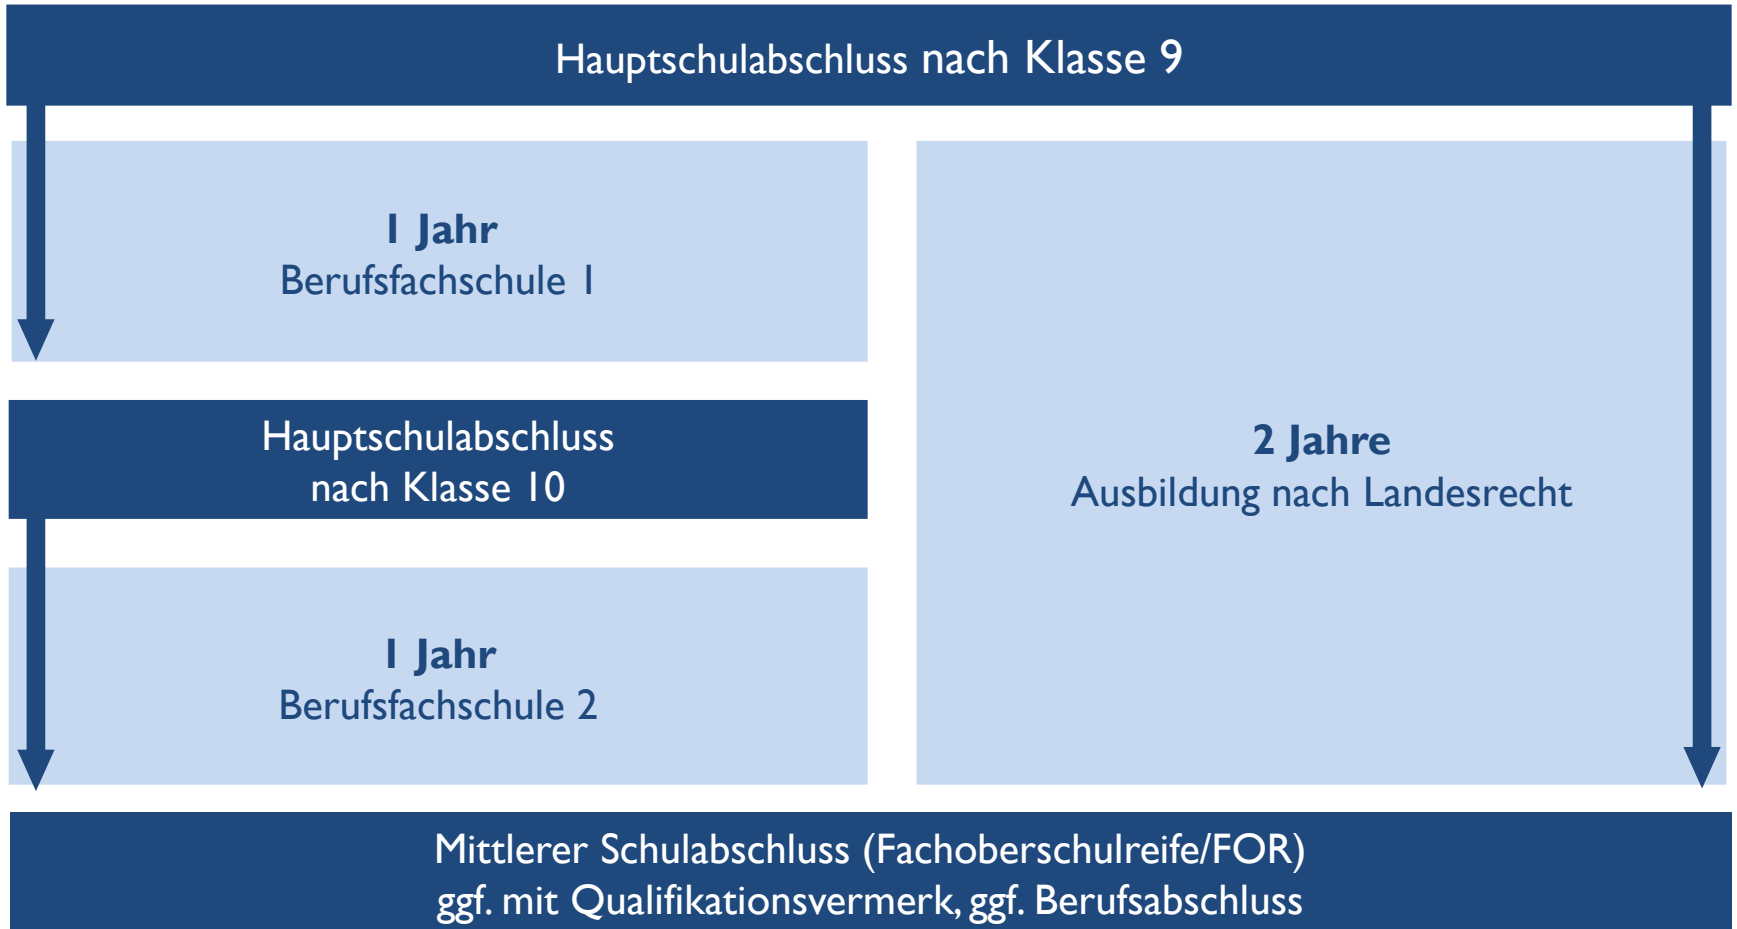 Hauptschulabschluss nach Klasse 9
1 Jahr
Berufsfachschule 1
Hauptschulabschluss
nach Klasse 10
1 Jahr
Berufsfachschule 2
2 Jahre
Ausbildung nach Landesrecht
Mittlerer Schulabschluss (Fachoberschulreife/FOR)
ggf. mit Qualifikationsvermerk, ggf. Berufsabschluss